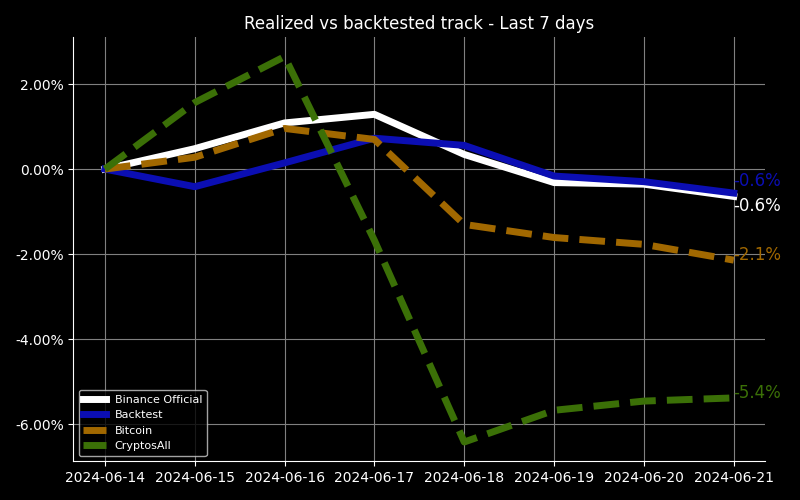 Realized vs backtested track - Last 7 days
2.00%
0.00%
-2.00%
-4.00%
-6.00%
-0.6%
-0.6%
-2.1%
-5.4%
Binance Official
Backtest
Bitcoin
CryptosAll
2024-06-14 2024-06-15 2024-06-16 2024-06-17 2024-06-18 2024-06-19 2024-06-20 2024-06-21